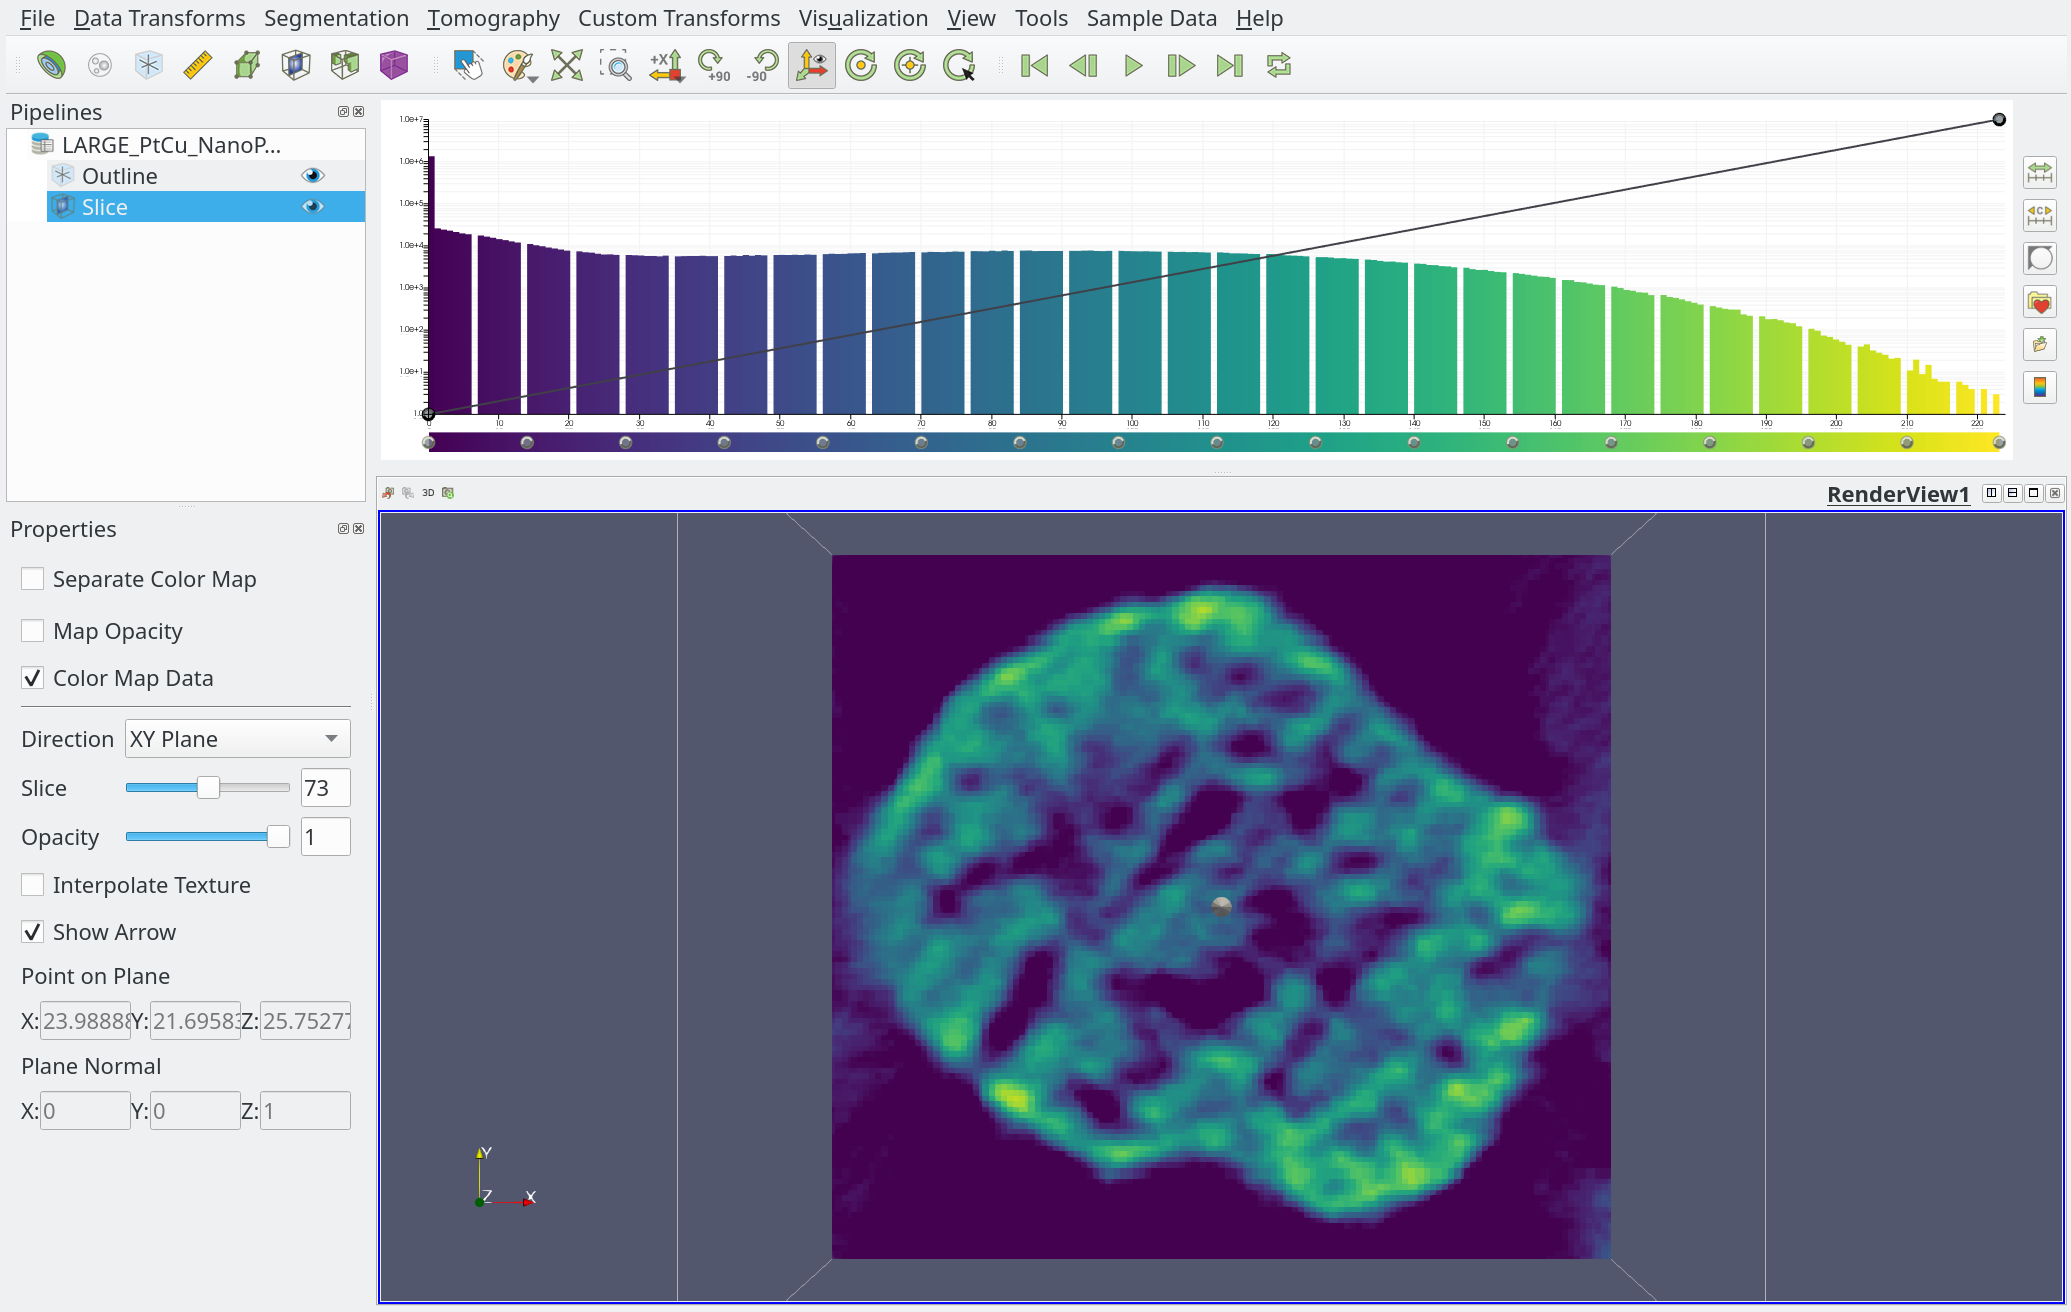 File Data Transforms Segmentation Tomography Custom Transforms Visualization View Tools Sample Data Help
+X +90 -90
Pipelines
LARGE_PtCu_NanoP...
Outline
Slice
1.0e+7
1.0e+6
1.0e+5
1.0e+4
1.0e+3
1.0e+2
1.0e+1
1.0
0 10 20 30 40 50 60 70 80 90 100 110 120 130 140 150 160 170 180 190 200 210 220
C
3D
RenderView1
Properties
Separate Color Map
Map Opacity
Color Map Data
Direction XY Plane
Slice 73
Opacity 1
Interpolate Texture
Show Arrow
Point on Plane
X: 23.98888 Y: 21.69583 Z: 25.75277
Plane Normal
X: 0 Y: 0 Z: 1
Y
Z X